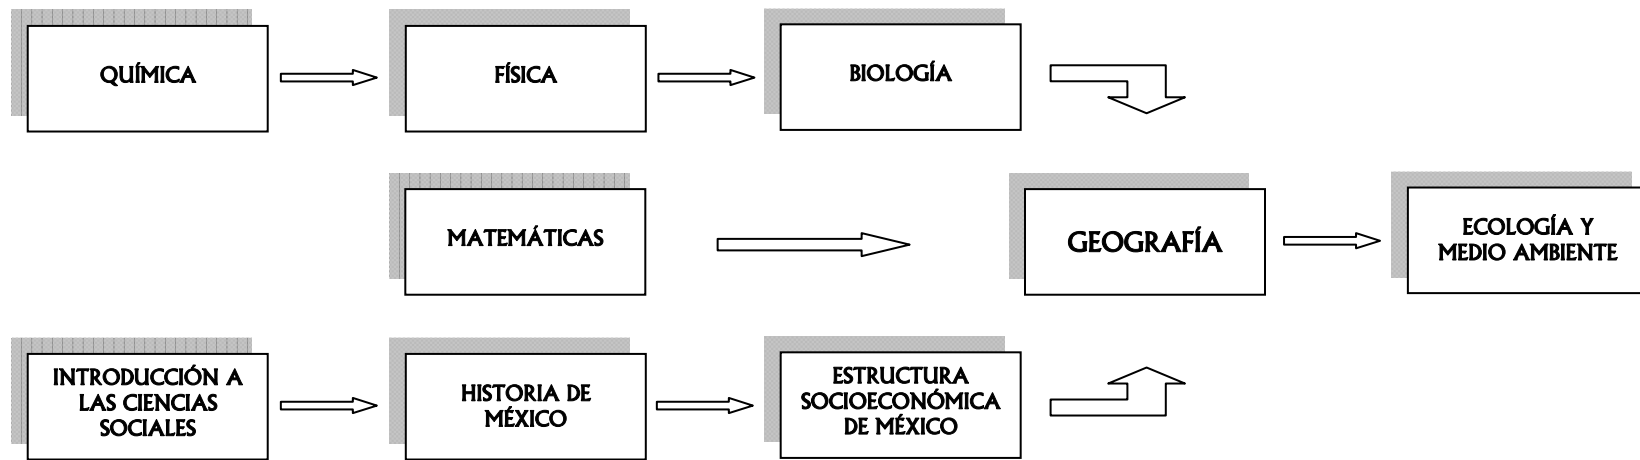 QUÍMICA
FÍSICA
BIOLOGÍA
MATEMÁTICAS
GEOGRAFÍA
ECOLOGÍA Y
MEDIO AMBIENTE
INTRODUCCIÓN A
LAS CIENCIAS
SOCIALES
HISTORIA DE
MÉXICO
ESTRUCTURA
SOCIOECONÓMICA
DE MÉXICO